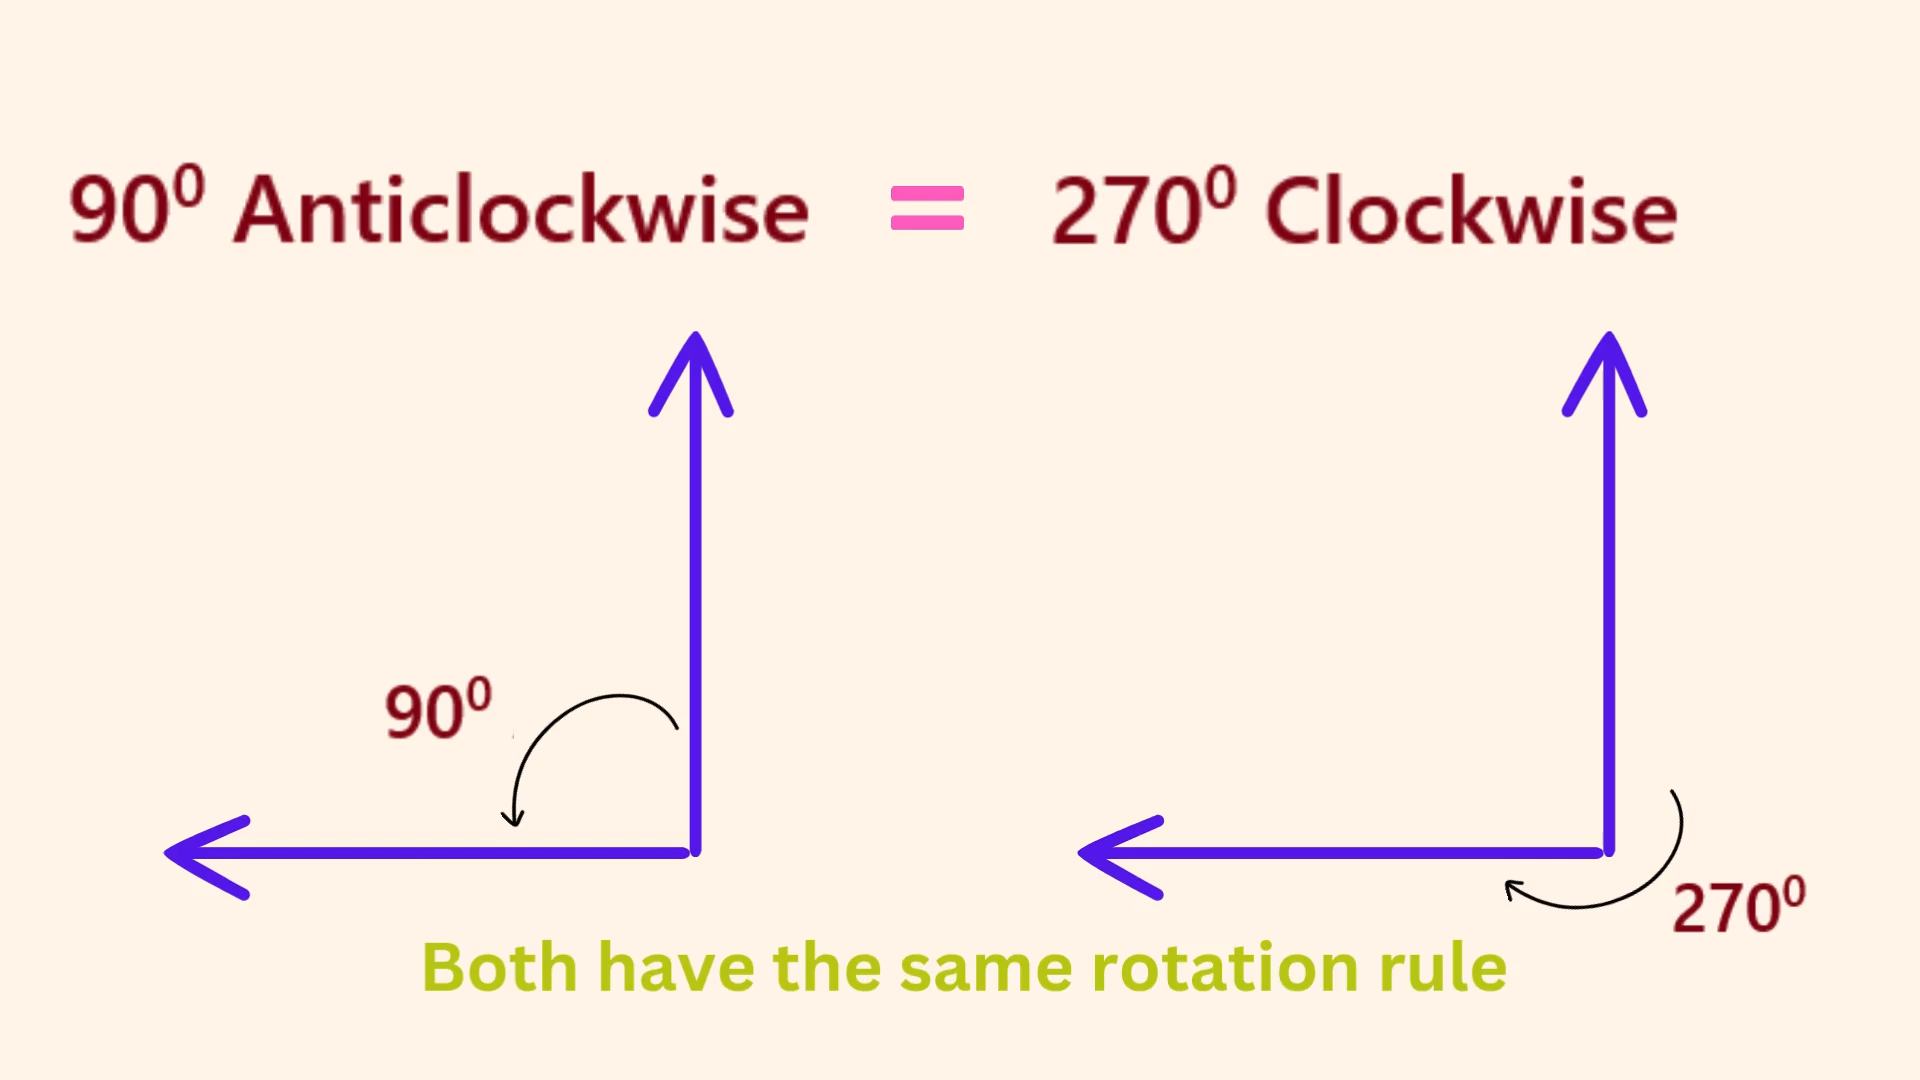 90⁰ Anticlockwise = 270⁰ Clockwise
90⁰
270⁰
Both have the same rotation rule